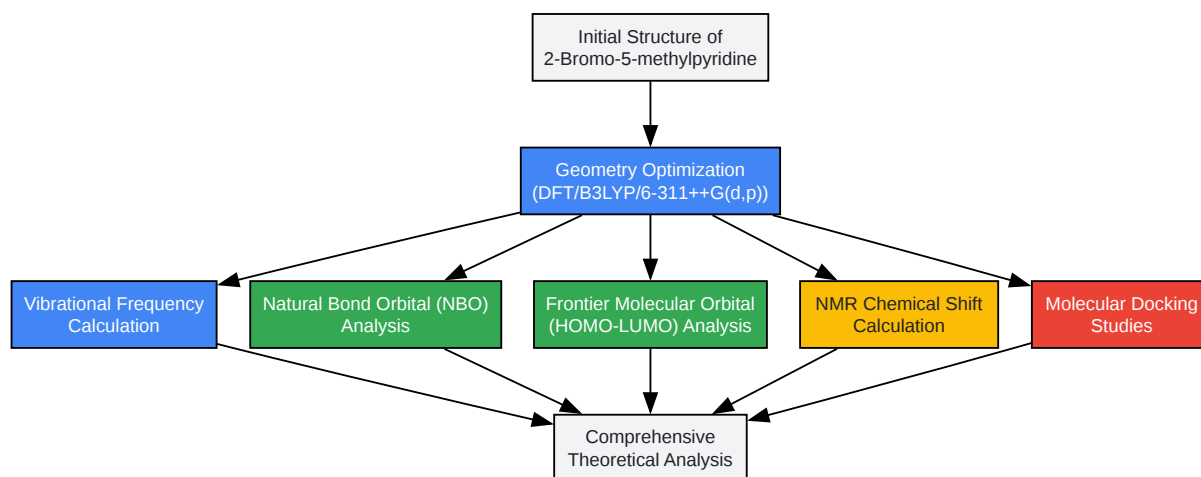 Initial Structure of
2-Bromo-5-methylpyridine
Geometry Optimization
(DFT/B3LYP/6-311++G(d,p))
Vibrational Frequency
Calculation
Natural Bond Orbital (NBO)
Analysis
Frontier Molecular Orbital
(HOMO-LUMO) Analysis
NMR Chemical Shift
Calculation
Molecular Docking
Studies
Comprehensive
Theoretical Analysis